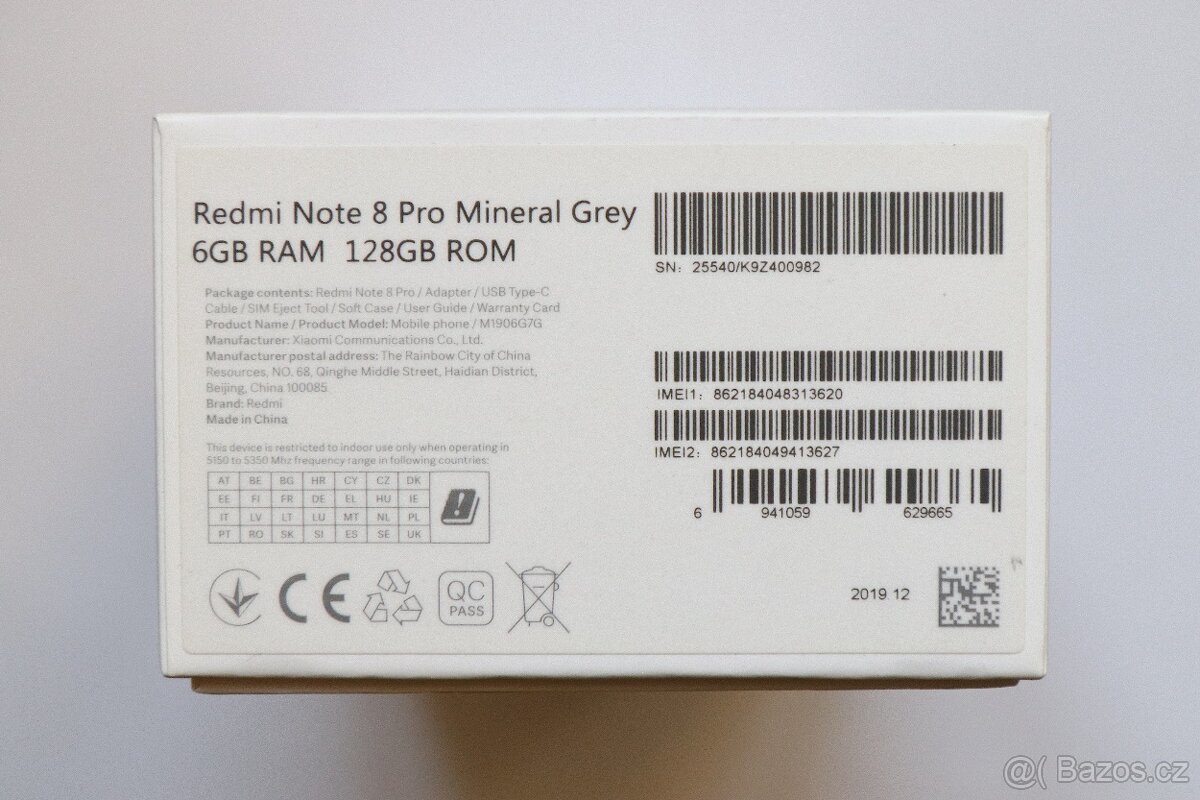 Redmi Note 8 Pro Mineral Grey
6GB RAM 128GB ROM
Package contents: Redmi Note 8 Pro / Adapter / USB Type-C
Cable / SIM Eject Tool / Soft Case / User Guide / Warranty Card
Product Name / Product Model: Mobile phone / M1906G7G
Manufacturer: Xiaomi Communications Co., Ltd.
Manufacturer postal address: The Rainbow City of China
Resources, NO. 68, Qinghe Middle Street, Haidian District,
Beijing, China 100085
Brand: Redmi
Made in China
This device is restricted to indoor use only when operating in
5150 to 5350 Mhz frequency range in following countries:
AT BE BG HR CY CZ DK
EE FI FR DE EL HU IE
IT LV LT LU MT NL PL
PT RO SK SI ES SE UK
CE
QC
PASS
SN: 25540/K9Z400982
IMEI1: 862184048313620
IMEI2: 862184049413627
6 941059 629665
2019.12
@( Bazos.cz